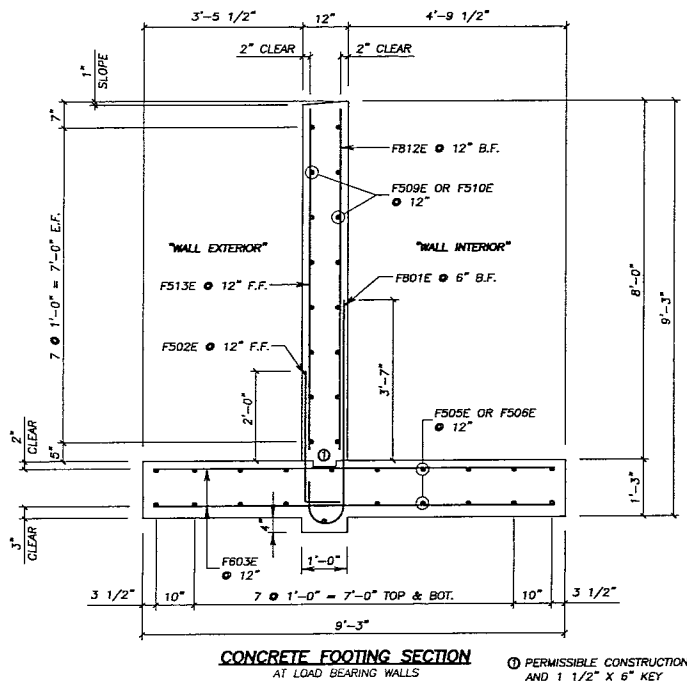 3'-5 1/2" 12" 4'-9 1/2"
2" CLEAR 2" CLEAR
1" SLOPE
7"
F812E @ 12" B.F.
F509E OR F510E
@ 12"
"WALL EXTERIOR" "WALL INTERIOR"
7 @ 1'-0" = 7'-0" E.F.
F513E @ 12" F.F.
F801E @ 6" B.F.
8'-0"
9'-3"
F502E @ 12" F.F.
3'-7"
2'-0"
F505E OR F506E
@ 12"
2" CLEAR
5"
1
1'-3"
3" CLEAR
4"
F603E
@ 12"
1'-0"
3 1/2" 10" 7 @ 1'-0" = 7'-0" TOP & BOT. 10" 3 1/2"
9'-3"
CONCRETE FOOTING SECTION
AT LOAD BEARING WALLS
1 PERMISSIBLE CONSTRUCTION
AND 1 1/2" X 6" KEY